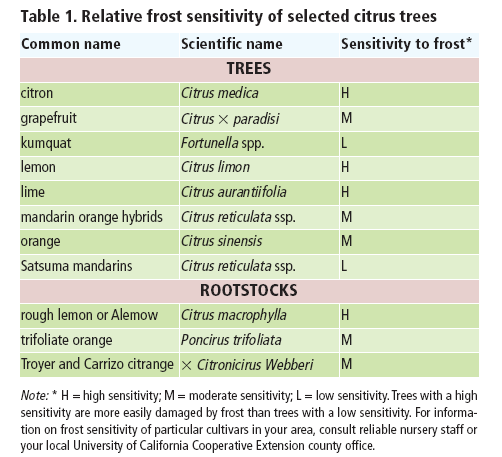 Table 1. Relative frost sensitivity of selected citrus trees
Common name Scientific name Sensitivity to frost*
TREES
citron Citrus medica H
grapefruit Citrus × paradisi M
kumquat Fortunella spp. L
lemon Citrus limon H
lime Citrus aurantiifolia H
mandarin orange hybrids Citrus reticulata ssp. M
orange Citrus sinensis M
Satsuma mandarins Citrus reticulata ssp. L
ROOTSTOCKS
rough lemon or Alemow Citrus macrophylla H
trifoliate orange Poncirus trifoliata M
Troyer and Carrizo citrange × Citronicirus Webberi M
Note: * H = high sensitivity; M = moderate sensitivity; L = low sensitivity. Trees with a high
sensitivity are more easily damaged by frost than trees with a low sensitivity. For informa-
tion on frost sensitivity of particular cultivars in your area, consult reliable nursery staff or
your local University of California Cooperative Extension county office.